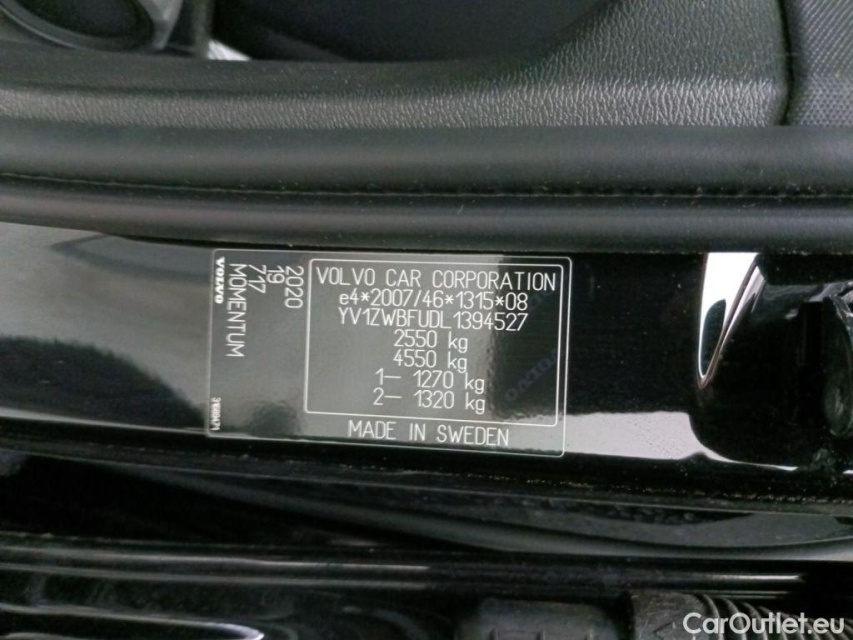 VOLVO CAR CORPORATION
e4*2007/46*1315*08
YV1ZWBFUDL1394527
2550 kg
4550 kg
1- 1270 kg
2- 1320 kg
MADE IN SWEDEN
2020
19
717
MOMENTUM
VOLVO
CarOutlet.eu